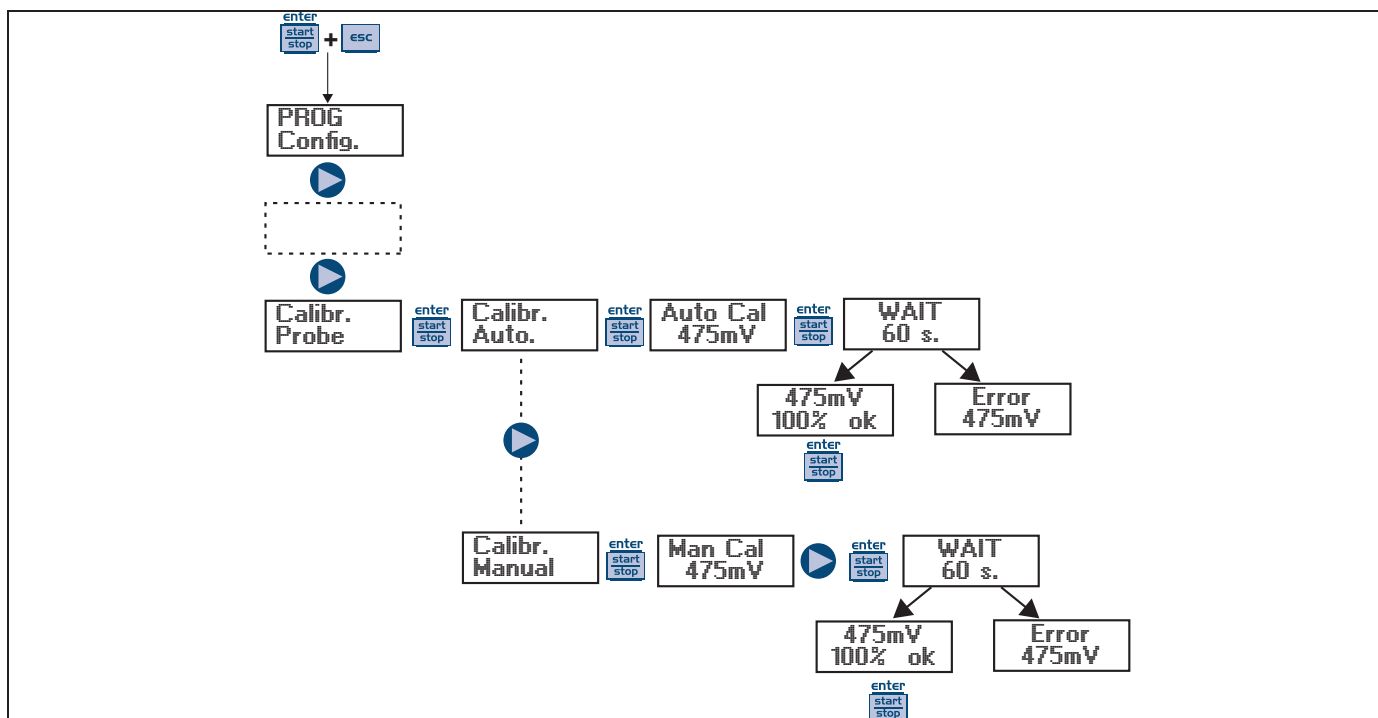 enter
start
stop
+
esc
PROG
Config.
Calibr.
Probe
enter
start
stop
Calibr.
Auto.
enter
start
stop
Auto Cal
475mV
enter
start
stop
WAIT
60 s.
475mV
100% ok
enter
start
stop
Error
475mV
Calibr.
Manual
enter
start
stop
Man Cal
475mV
enter
start
stop
WAIT
60 s.
475mV
100% ok
enter
start
stop
Error
475mV